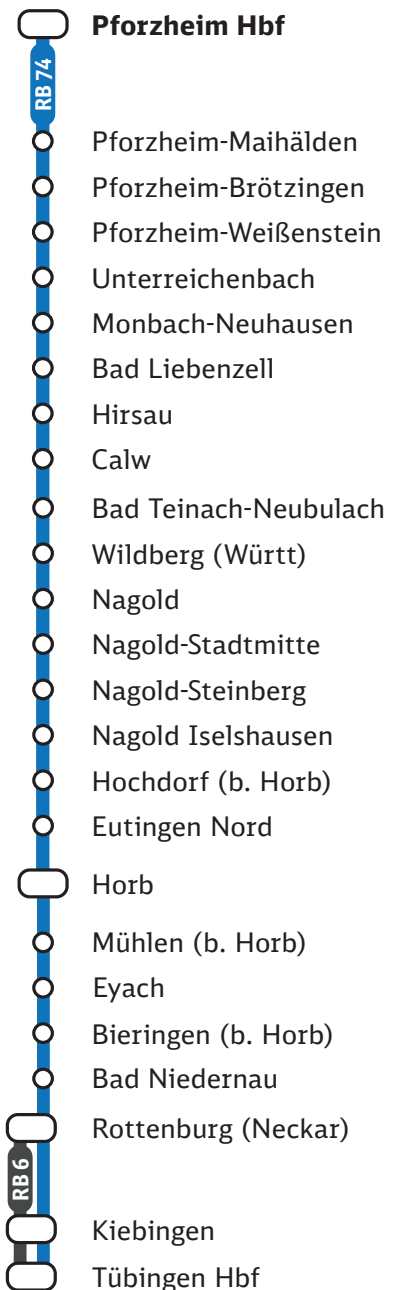 Pforzheim Hbf
RB 74
Pforzheim-Maihälden
Pforzheim-Brötzingen
Pforzheim-Weißenstein
Unterreichenbach
Monbach-Neuhausen
Bad Liebenzell
Hirsau
Calw
Bad Teinach-Neubulach
Wildberg (Württ)
Nagold
Nagold-Stadtmitte
Nagold-Steinberg
Nagold Iselshausen
Hochdorf (b. Horb)
Eutingen Nord
Horb
Mühlen (b. Horb)
Eyach
Bieringen (b. Horb)
Bad Niedernau
Rottenburg (Neckar)
RB 6
Kiebingen
Tübingen Hbf